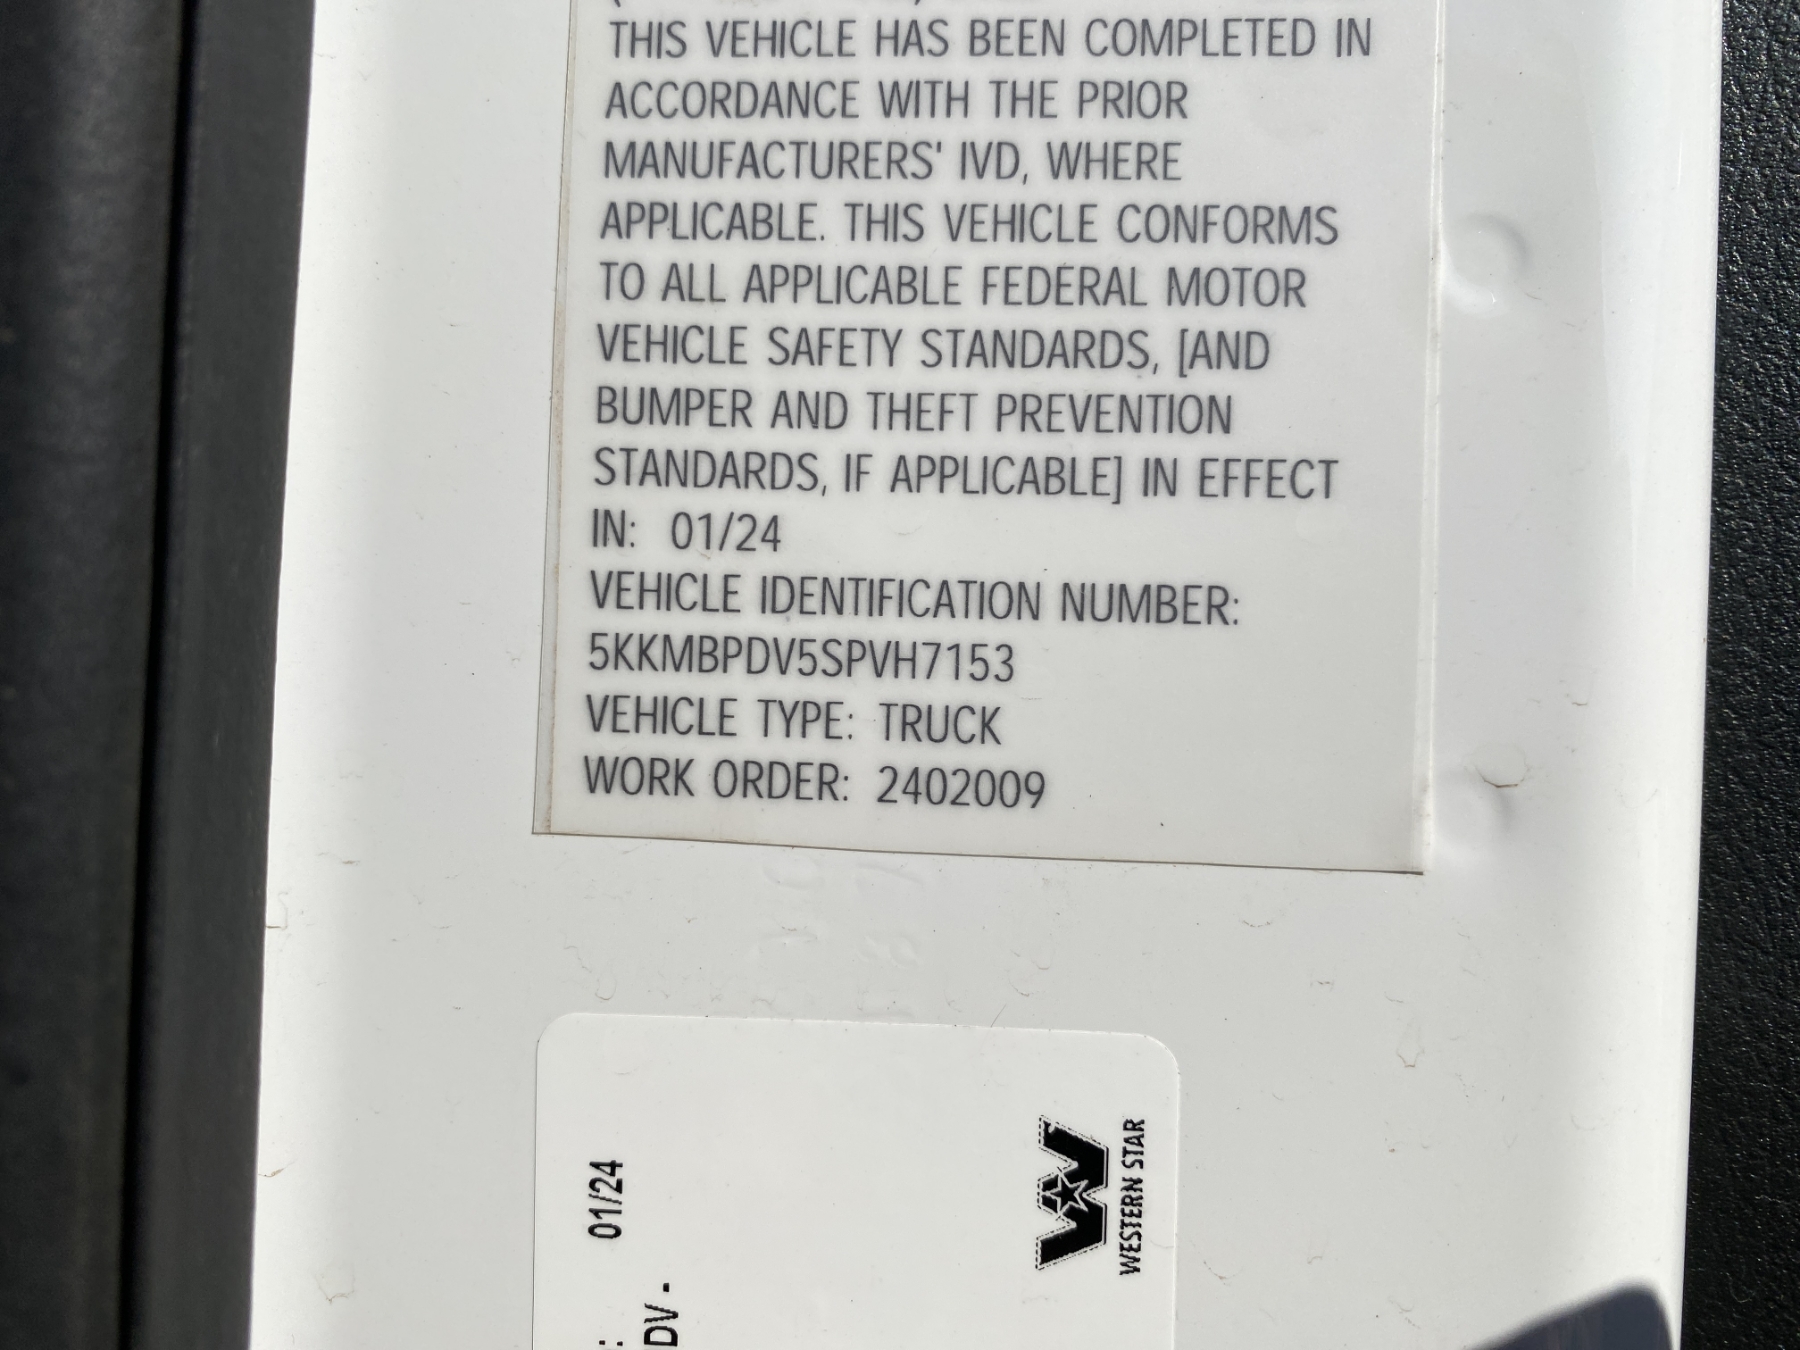 THIS VEHICLE HAS BEEN COMPLETED IN
ACCORDANCE WITH THE PRIOR
MANUFACTURERS' IVD, WHERE
APPLICABLE. THIS VEHICLE CONFORMS
TO ALL APPLICABLE FEDERAL MOTOR
VEHICLE SAFETY STANDARDS, [AND
BUMPER AND THEFT PREVENTION
STANDARDS, IF APPLICABLE] IN EFFECT
IN: 01/24
VEHICLE IDENTIFICATION NUMBER:
5KKMBPDV5SPVH7153
VEHICLE TYPE: TRUCK
WORK ORDER: 2402009
01/24
DV -
WESTERN STAR